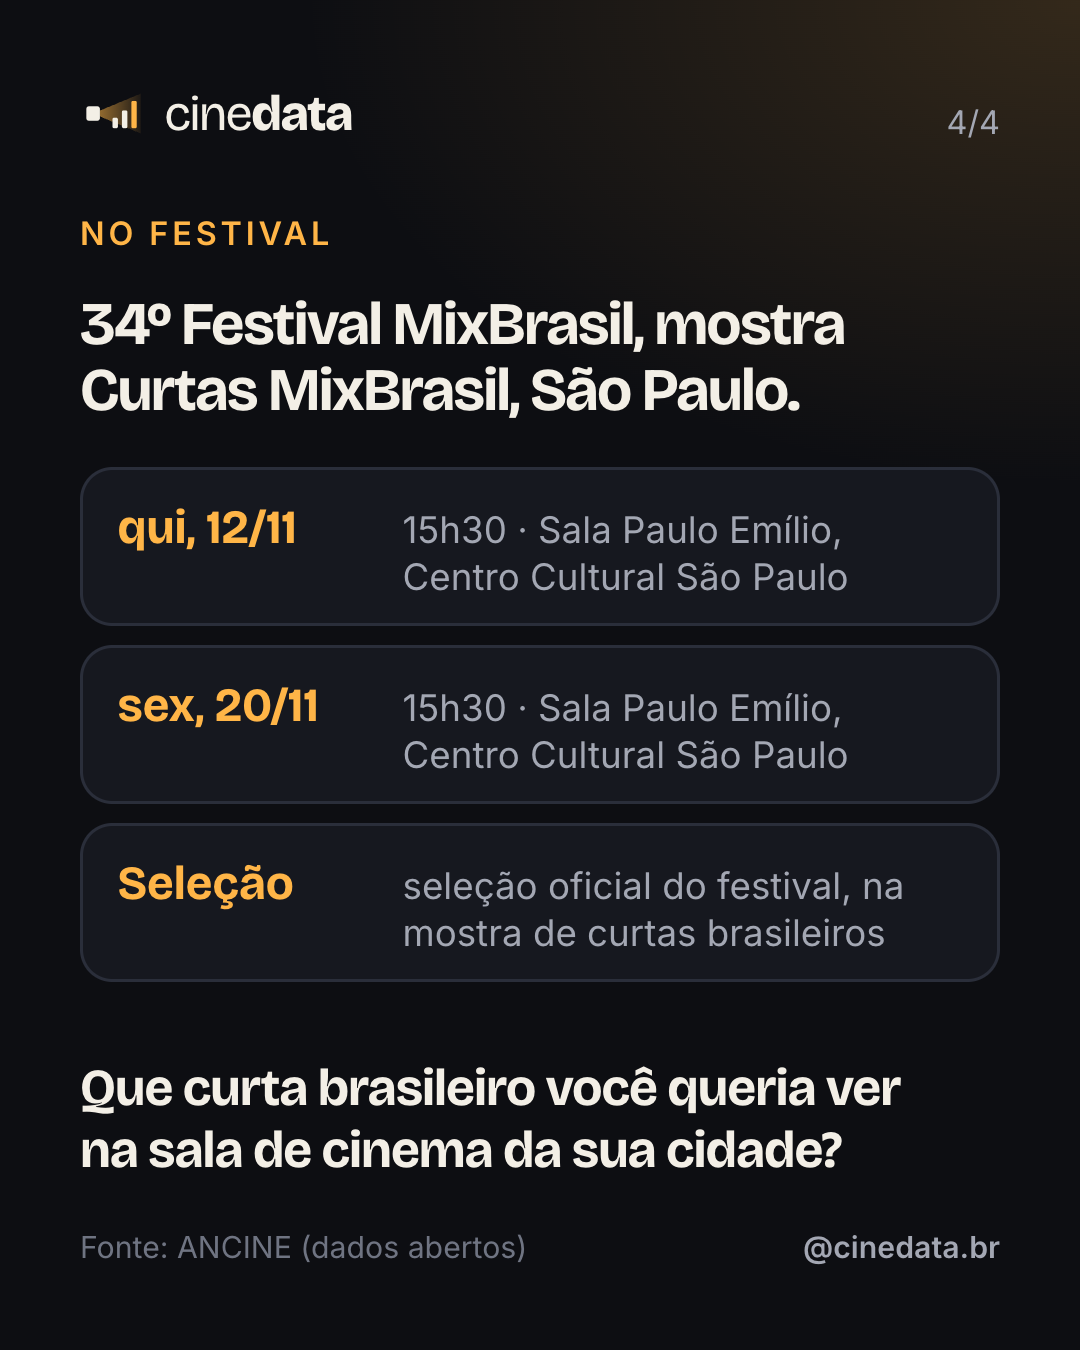 cinedata
4/4
NO FESTIVAL
34º Festival MixBrasil, mostra
Curtas MixBrasil, São Paulo.
qui, 12/11
15h30 · Sala Paulo Emílio,
Centro Cultural São Paulo
sex, 20/11
15h30 · Sala Paulo Emílio,
Centro Cultural São Paulo
Seleção
seleção oficial do festival, na
mostra de curtas brasileiros
Que curta brasileiro você queria ver
na sala de cinema da sua cidade?
Fonte: ANCINE (dados abertos)
@cinedata.br